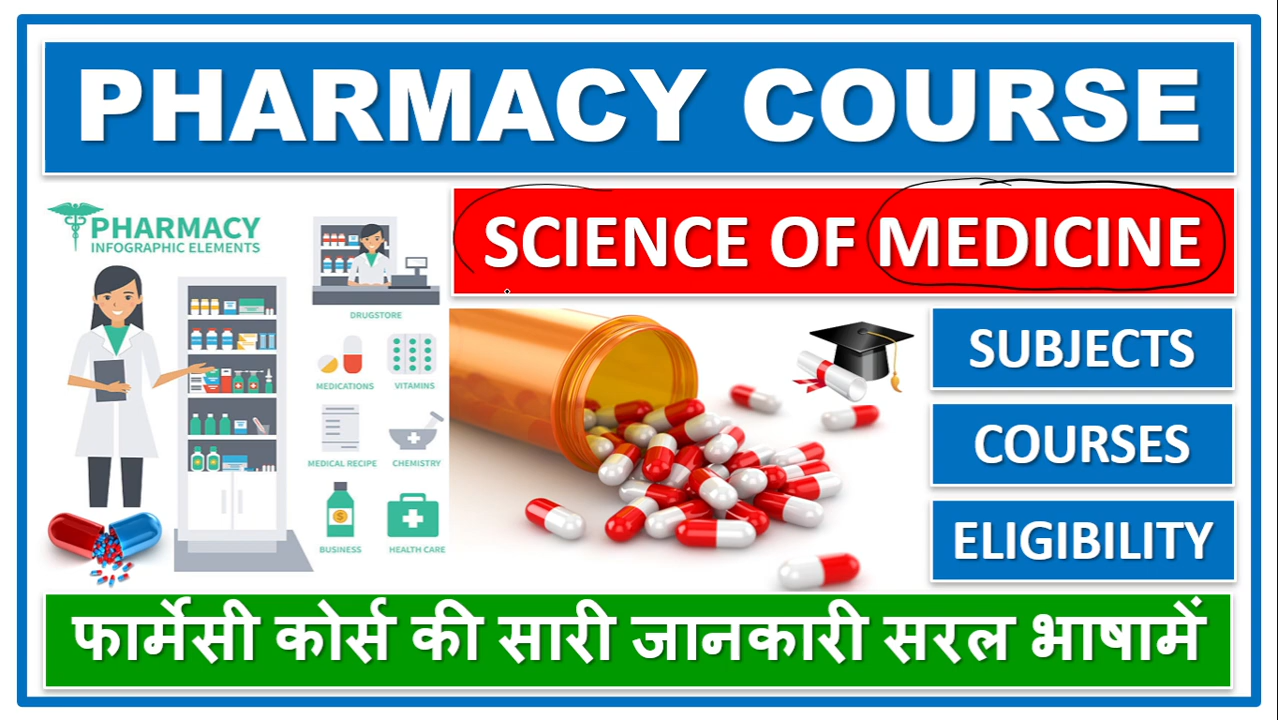 PHARMACY COURSE
SCIENCE OF MEDICINE
PHARMACY
INFOGRAPHIC ELEMENTS
DRUGSTORE
MEDICATIONS
VITAMINS
MEDICAL RECIPE
CHEMISTRY
BUSINESS
HEALTH CARE
SUBJECTS
COURSES
ELIGIBILITY
फार्मेसी कोर्स की सारी जानकारी सरल भाषामें